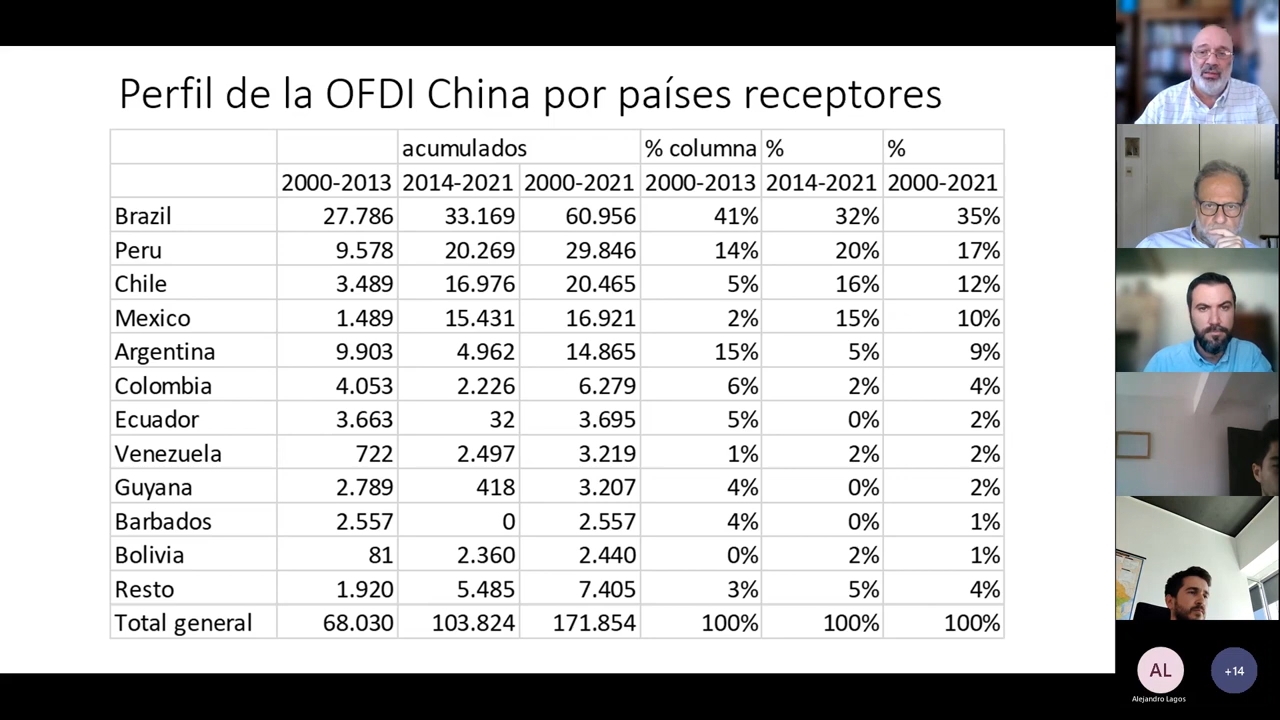 Perfil de la OFDI China por países receptores
acumulados % columna % %
2000-2013 2014-2021 2000-2021 2000-2013 2014-2021 2000-2021
Brazil 27.786 33.169 60.956 41% 32% 35%
Peru 9.578 20.269 29.846 14% 20% 17%
Chile 3.489 16.976 20.465 5% 16% 12%
Mexico 1.489 15.431 16.921 2% 15% 10%
Argentina 9.903 4.962 14.865 15% 5% 9%
Colombia 4.053 2.226 6.279 6% 2% 4%
Ecuador 3.663 32 3.695 5% 0% 2%
Venezuela 722 2.497 3.219 1% 2% 2%
Guyana 2.789 418 3.207 4% 0% 2%
Barbados 2.557 0 2.557 4% 0% 1%
Bolivia 81 2.360 2.440 0% 2% 1%
Resto 1.920 5.485 7.405 3% 5% 4%
Total general 68.030 103.824 171.854 100% 100% 100%
AL
Alejandro Lagos
+14